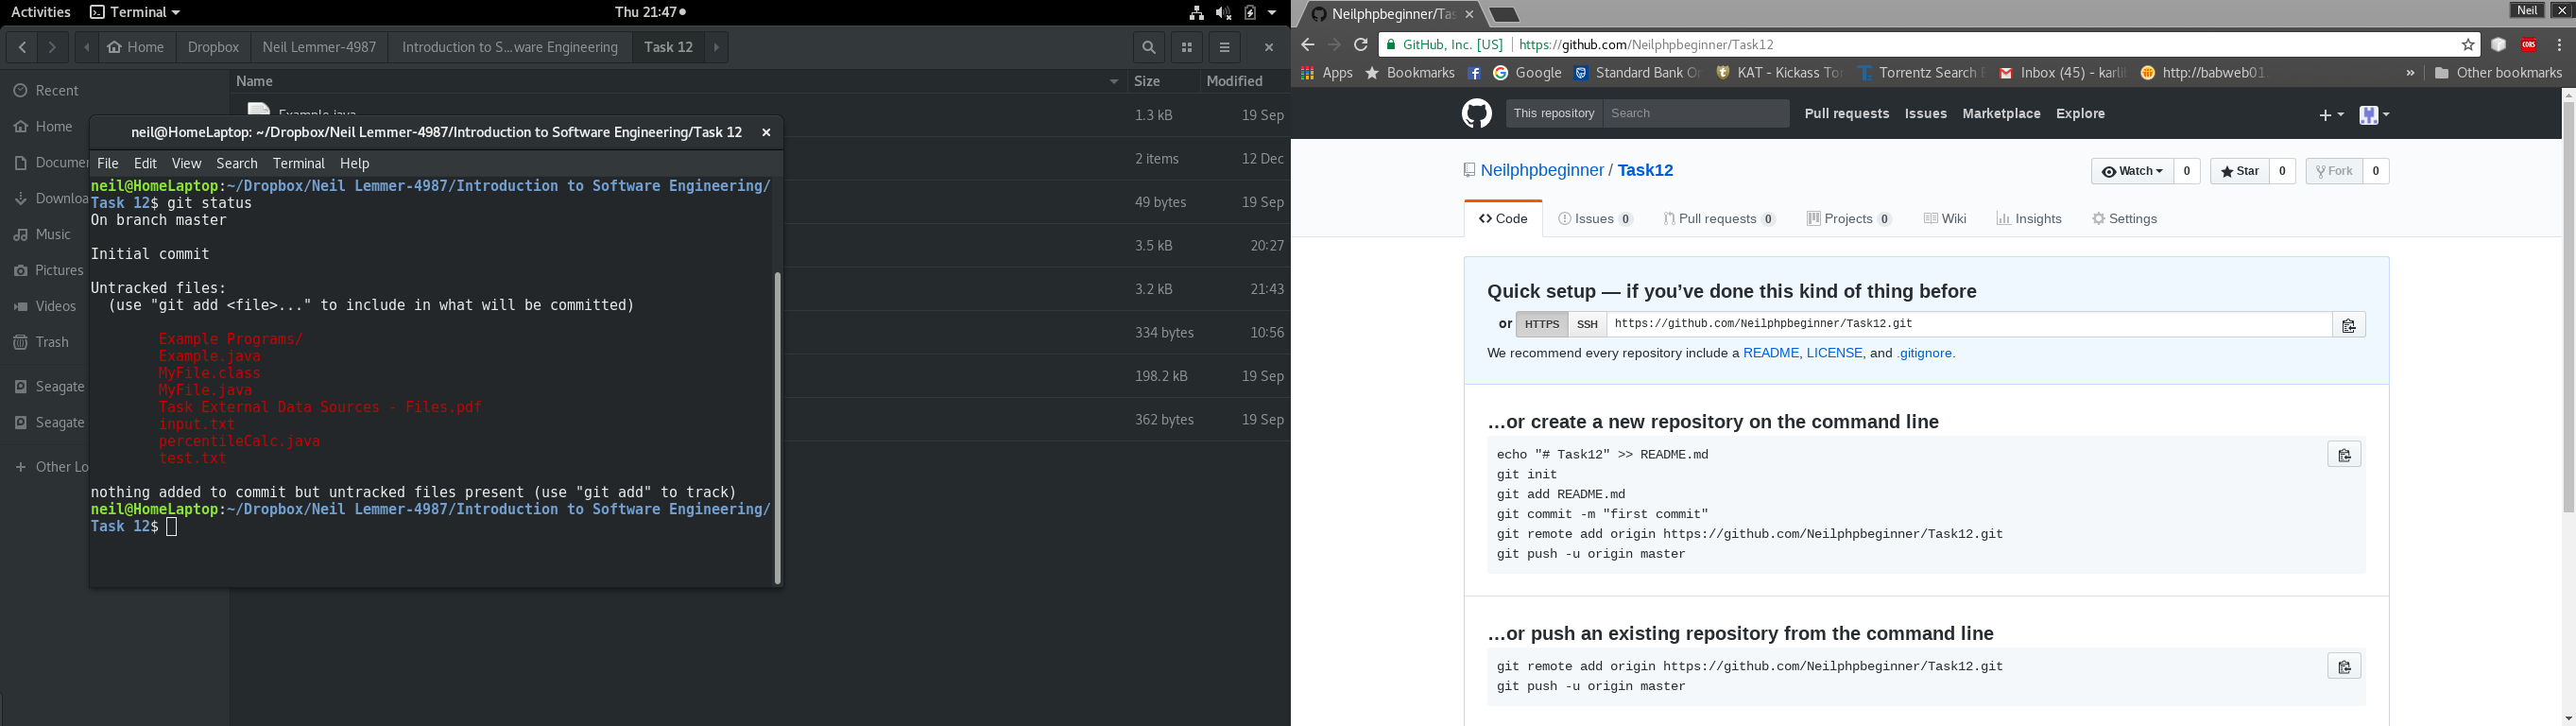 Activities Terminal Thu 21:47
Home Dropbox Neil Lemmer-4987 Introduction to S...ware Engineering Task 12
Name Size Modified
Recent
Home
Documen
Downloa
Music
Pictures
Videos
Trash
Seagate
Seagate
Other Lo
Example.java 1.3 kB 19 Sep
2 items 12 Dec
49 bytes 19 Sep
3.5 kB 20:27
3.2 kB 21:43
334 bytes 10:56
198.2 kB 19 Sep
362 bytes 19 Sep
neil@HomeLaptop: ~/Dropbox/Neil Lemmer-4987/Introduction to Software Engineering/Task 12
File Edit View Search Terminal Help
neil@HomeLaptop:~/Dropbox/Neil Lemmer-4987/Introduction to Software Engineering/
Task 12$ git status
On branch master
Initial commit
Untracked files:
(use "git add <file>..." to include in what will be committed)
Example Programs/
Example.java
MyFile.class
MyFile.java
Task External Data Sources - Files.pdf
input.txt
percentileCalc.java
test.txt
nothing added to commit but untracked files present (use "git add" to track)
neil@HomeLaptop:~/Dropbox/Neil Lemmer-4987/Introduction to Software Engineering/
Task 12$
Neilphpbeginner/Tas Neil
GitHub, Inc. [US] https://github.com/Neilphpbeginner/Task12
Apps Bookmarks Google Standard Bank On KAT - Kickass Tor Torrentz Search E Inbox (45) - karli http://babweb01. » Other bookmarks
This repository Search Pull requests Issues Marketplace Explore
Neilphpbeginner / Task12 Watch 0 Star 0 Fork 0
Code Issues 0 Pull requests 0 Projects 0 Wiki Insights Settings
Quick setup — if you’ve done this kind of thing before
or HTTPS SSH https://github.com/Neilphpbeginner/Task12.git
We recommend every repository include a README, LICENSE, and .gitignore.
…or create a new repository on the command line
echo "# Task12" >> README.md
git init
git add README.md
git commit -m "first commit"
git remote add origin https://github.com/Neilphpbeginner/Task12.git
git push -u origin master
…or push an existing repository from the command line
git remote add origin https://github.com/Neilphpbeginner/Task12.git
git push -u origin master